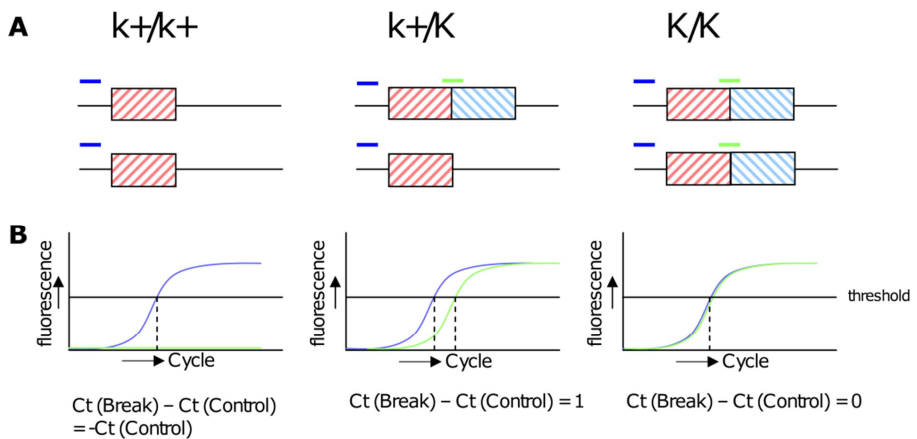 A
k+/k+
k+/K
K/K
B
fluorescence
Cycle
fluorescence
Cycle
fluorescence
Cycle
threshold
Ct (Break) – Ct (Control)
= -Ct (Control)
Ct (Break) – Ct (Control) = 1
Ct (Break) – Ct (Control) = 0